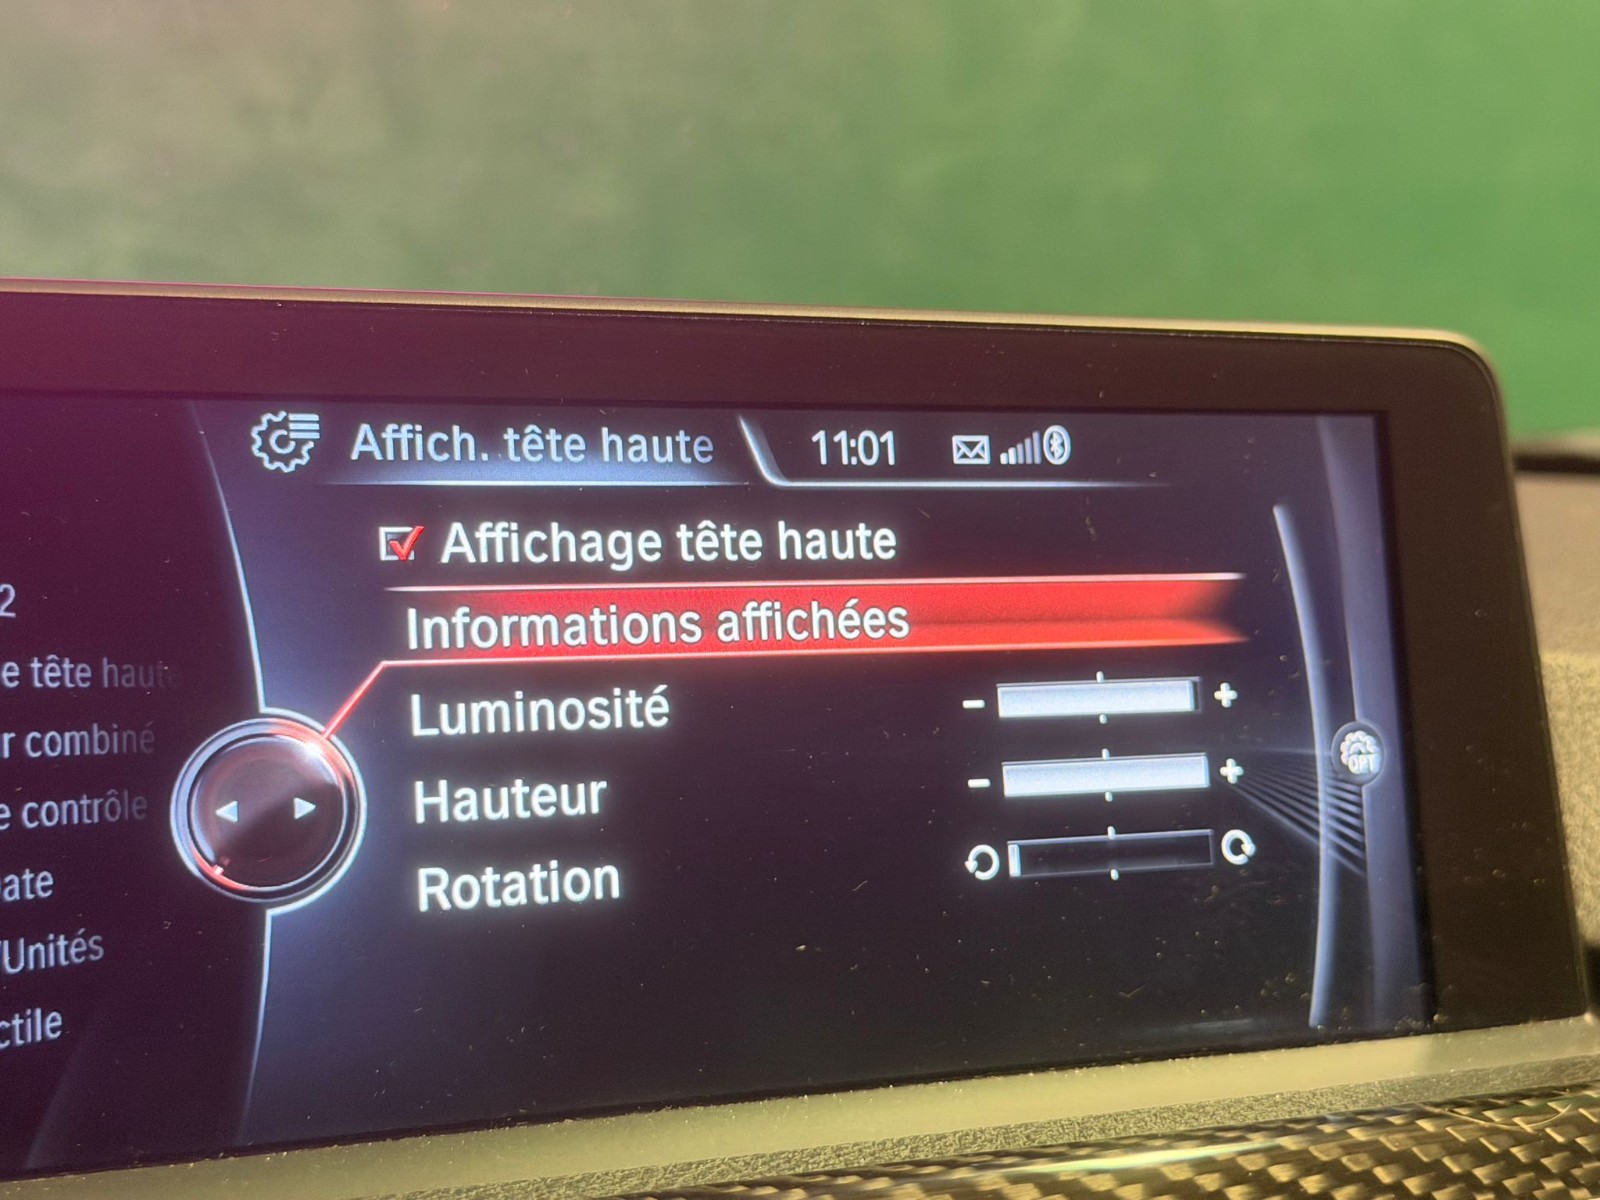 Affich. tête haute 11:01
Affichage tête haute
Informations affichées
Luminosité - +
Hauteur - +
Rotation
OPT
2
e tête haute
r combiné
e contrôle
ate
/Unités
ctile